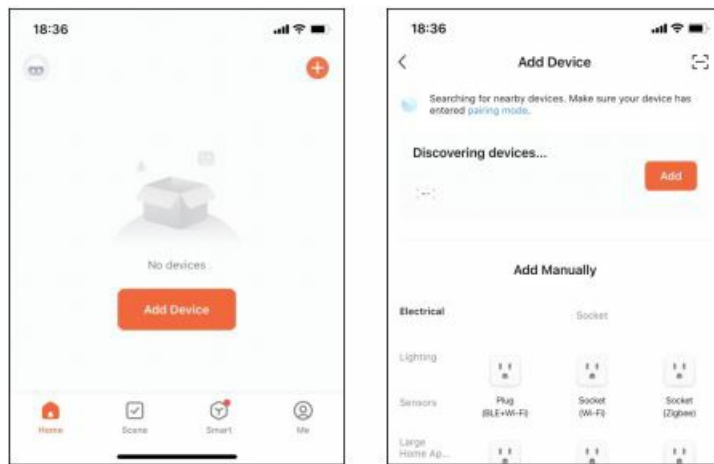 18:36
No devices
Add Device
Home
Scene
Smart
Me
18:36
Add Device
Searching for nearby devices. Make sure your device has
entered pairing mode.
Discovering devices...
Add
Add Manually
Electrical
Socket
Lighting
Plug
(BLE+Wi-Fi)
Socket
(Wi-Fi)
Socket
(Zigbee)
Sensors
Large
Home Ap...